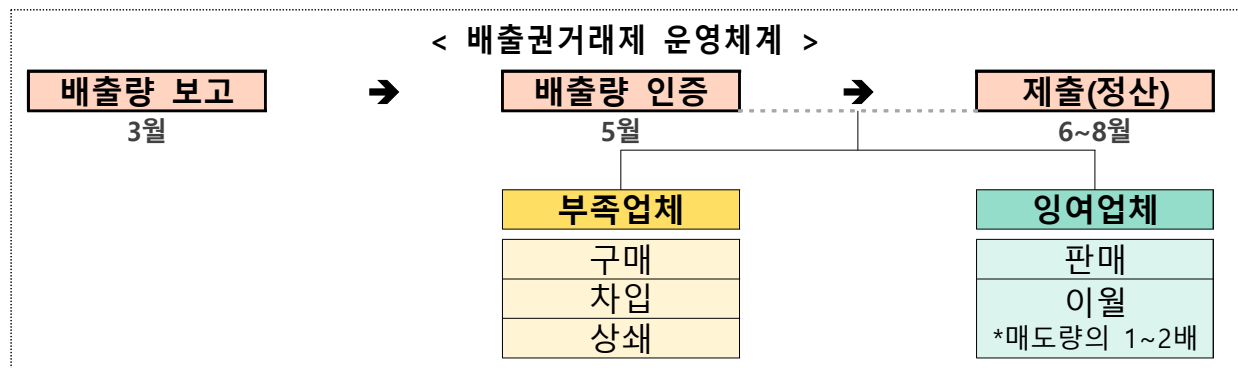 < 배출권거래제 운영체계 >
배출량 보고 ➔ 배출량 인증 ➔ 제출(정산)
3월 5월 6~8월
부족업체 잉여업체
구매 판매
차입 이월
상쇄 *매도량의 1~2배